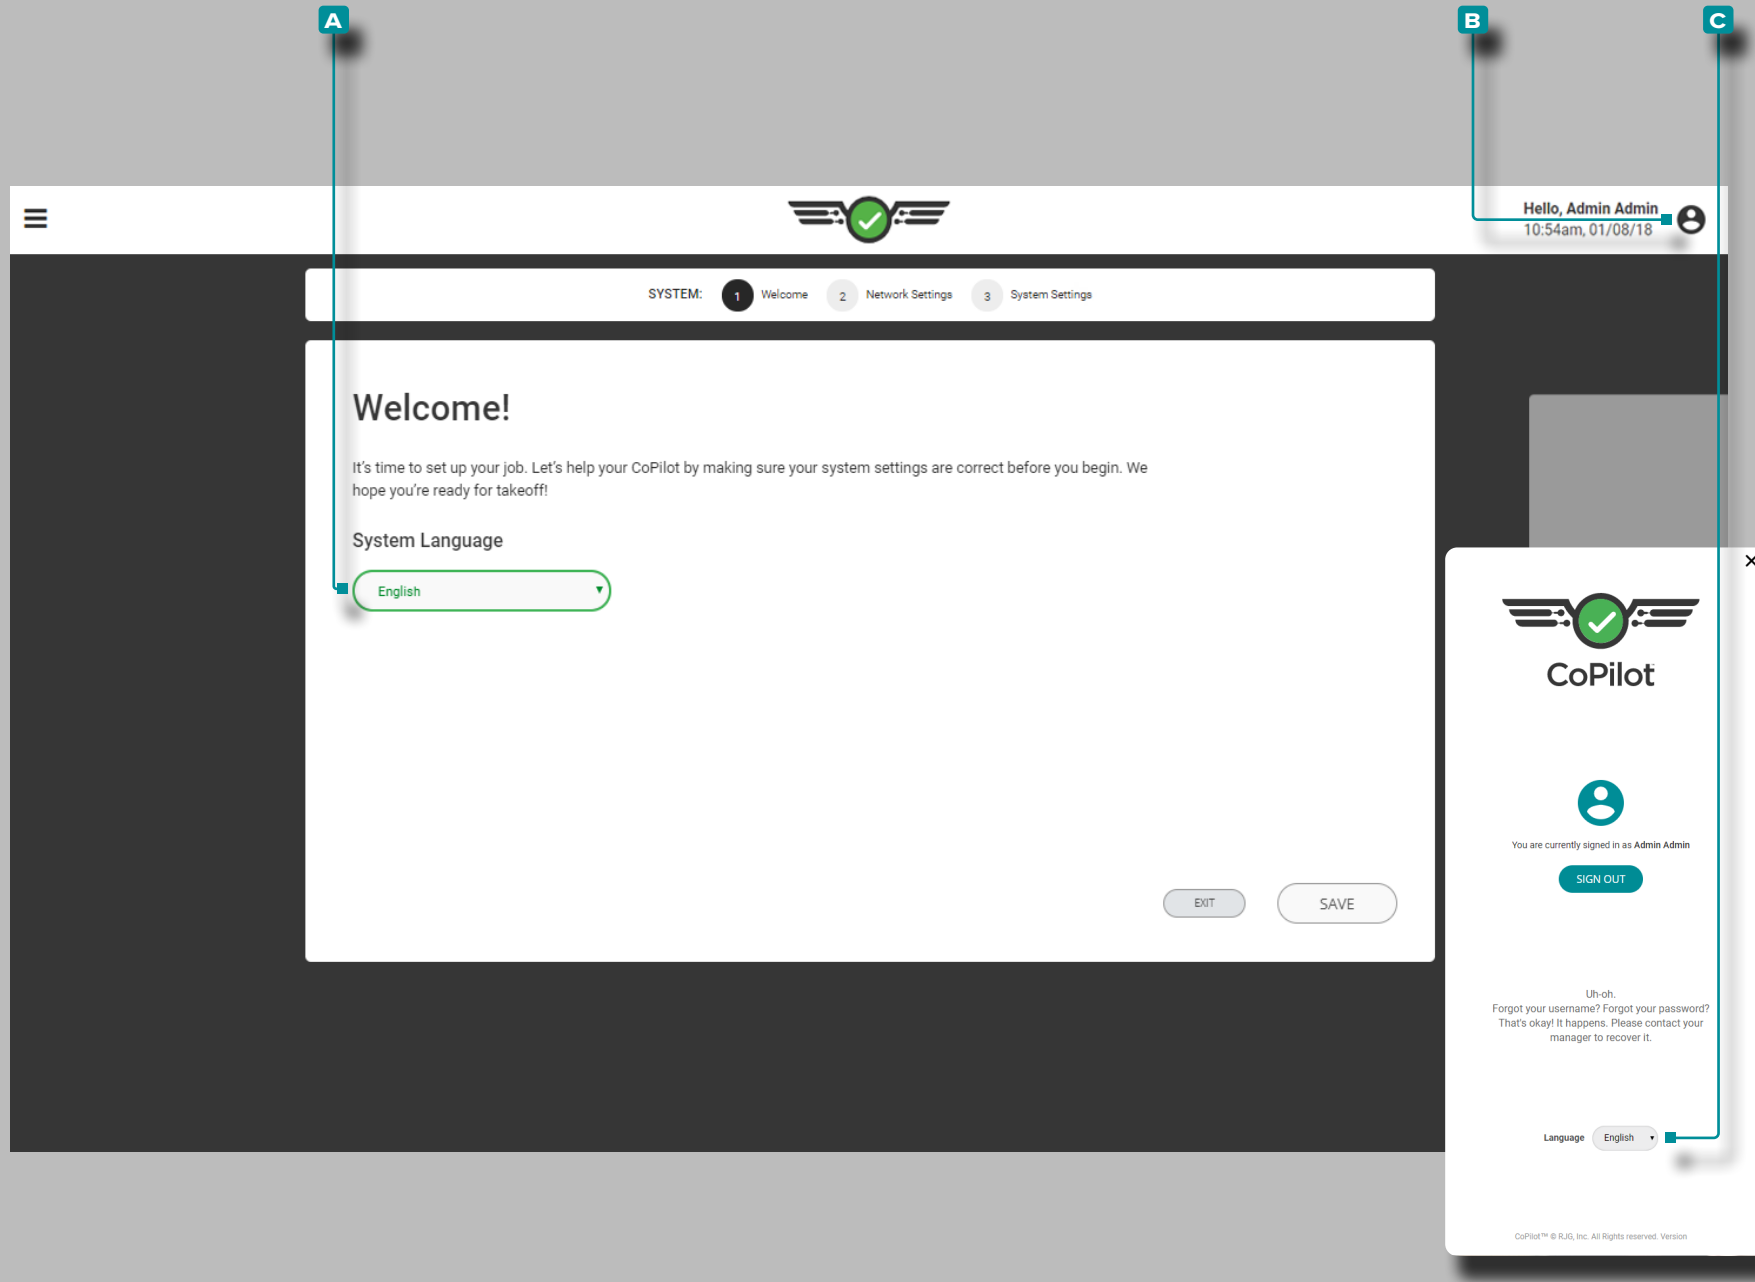 A
B
C
Hello, Admin Admin
10:54am, 01/08/18
SYSTEM: 1 Welcome 2 Network Settings 3 System Settings
Welcome!
It's time to set up your job. Let's help your CoPilot by making sure your system settings are correct before you begin. We
hope you're ready for takeoff!
System Language
English
EXIT
SAVE
CoPilot
You are currently signed in as Admin Admin
SIGN OUT
Uh-oh.
Forgot your username? Forgot your password?
That's okay! It happens. Please contact your
manager to recover it.
Language English
CoPilot™ © RJG, Inc. All Rights reserved. Version